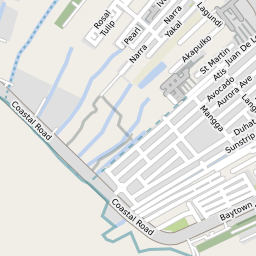 Rosal
Tulip
Pearl
Narra
Narra
Yakal
Lagundi
Akapulko
St Martin
Atis
Juan De
Avocado
Aurora Ave
Mangga
Duhat
Sunstrip
Coastal Road
Coastal Road
Baytown